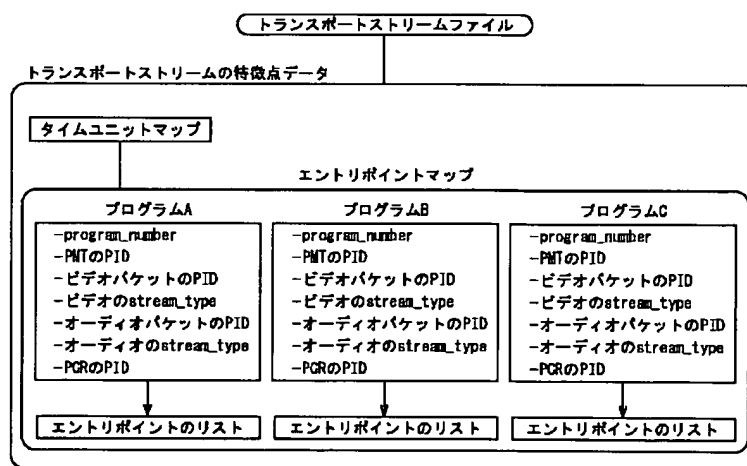 トランスポートストリームファイル
トランスポートストリームの特徴点データ
タイムユニットマップ
エントリポイントマップ
プログラムA
-program_number
-PMTのPID
-ビデオパケットのPID
-ビデオのstream_type
-オーディオパケットのPID
-オーディオのstream_type
-PCRのPID
エントリポイントのリスト
プログラムB
-program_number
-PMTのPID
-ビデオパケットのPID
-ビデオのstream_type
-オーディオパケットのPID
-オーディオのstream_type
-PCRのPID
エントリポイントのリスト
プログラムC
-program_number
-PMTのPID
-ビデオパケットのPID
-ビデオのstream_type
-オーディオパケットのPID
-オーディオのstream_type
-PCRのPID
エントリポイントのリスト